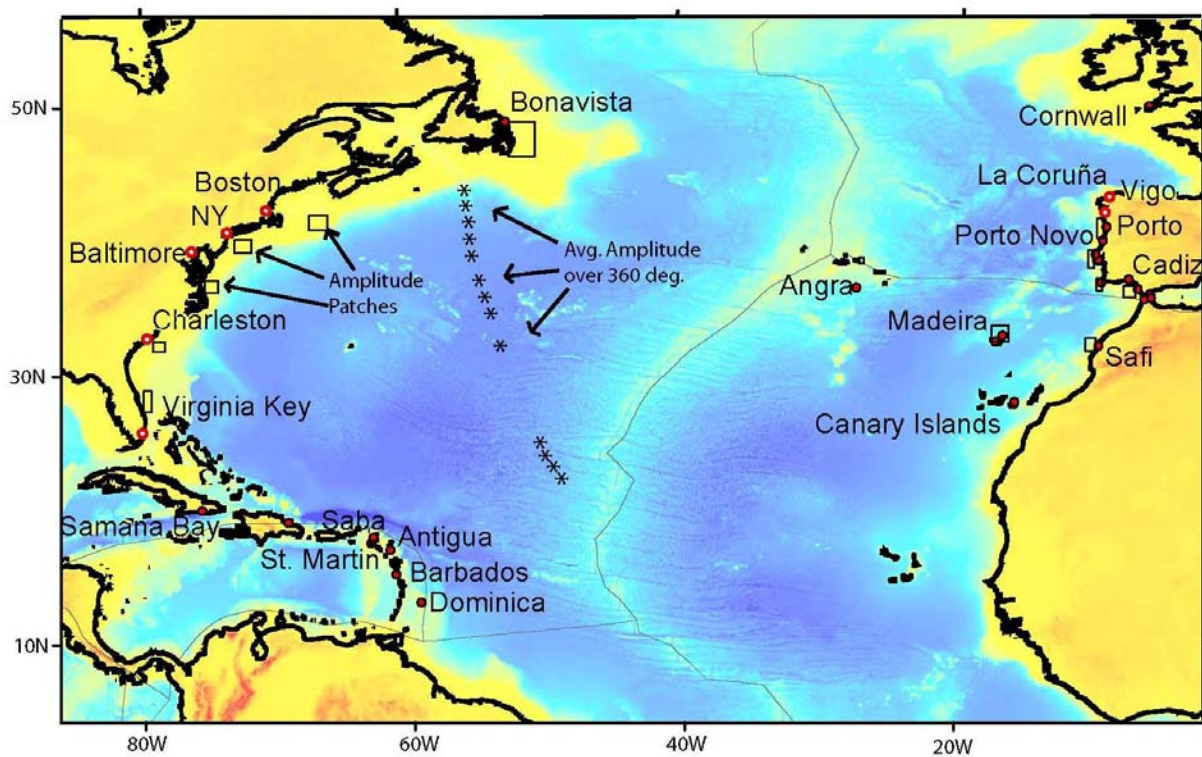 50N
Bonavista
Cornwall
Boston
La Coruña
Vigo
NY
Porto
Baltimore
Avg. Amplitude
over 360 deg.
Porto Novo
Amplitude
Patches
Cadiz
Angra
Charleston
Madeira
Safi
30N
Virginia Key
Canary Islands
Samana Bay
Saba
Antigua
St. Martin
Barbados
Dominica
10N
80W
60W
40W
20W